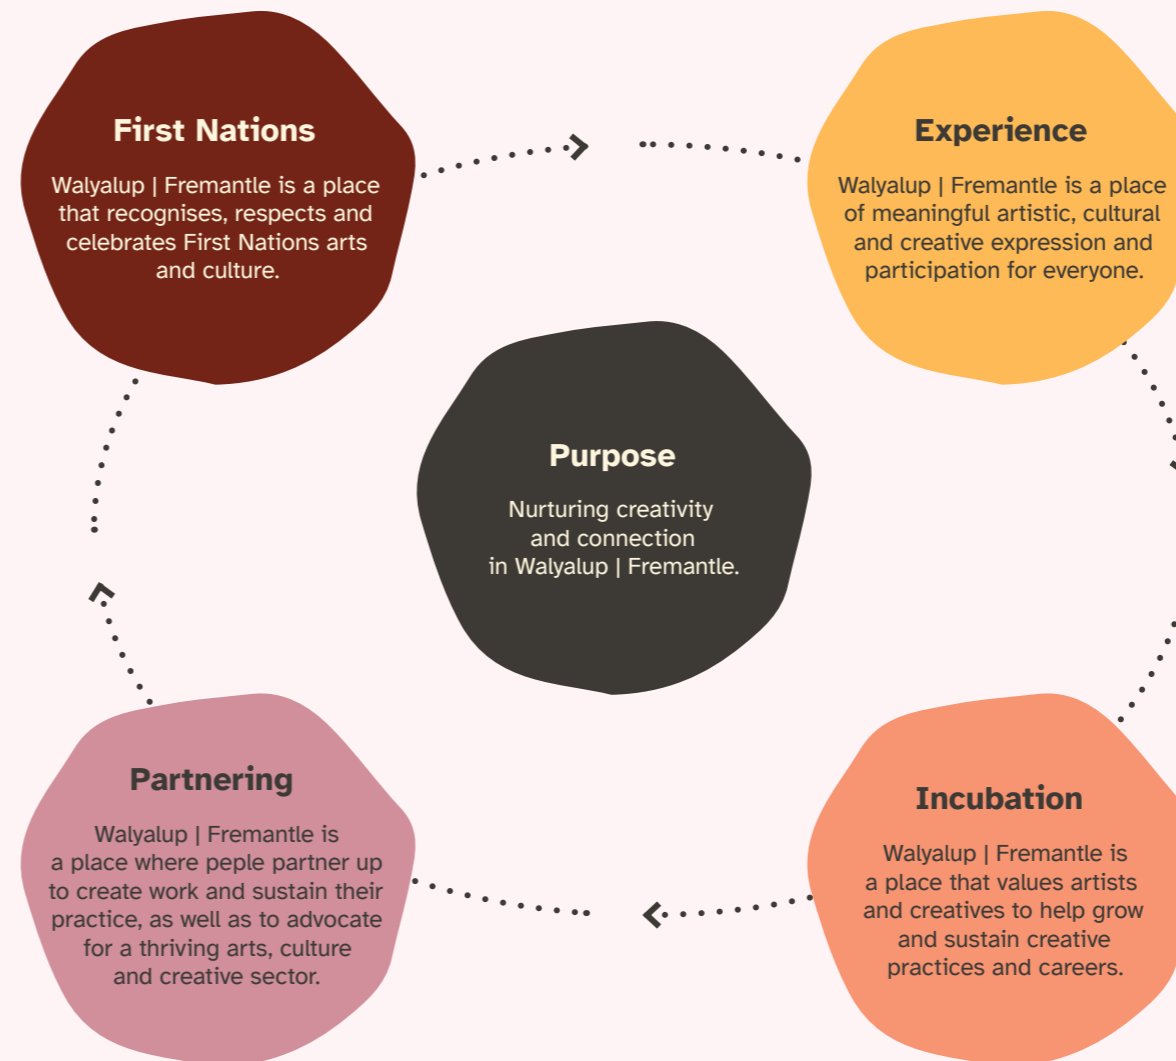 First Nations
Walyalup | Fremantle is a place
that recognises, respects and
celebrates First Nations arts
and culture.
Experience
Walyalup | Fremantle is a place
of meaningful artistic, cultural
and creative expression and
participation for everyone.
Purpose
Nurturing creativity
and connection
in Walyalup | Fremantle.
Partnering
Walyalup | Fremantle is
a place where peple partner up
to create work and sustain their
practice, as well as to advocate
for a thriving arts, culture
and creative sector.
Incubation
Walyalup | Fremantle is
a place that values artists
and creatives to help grow
and sustain creative
practices and careers.